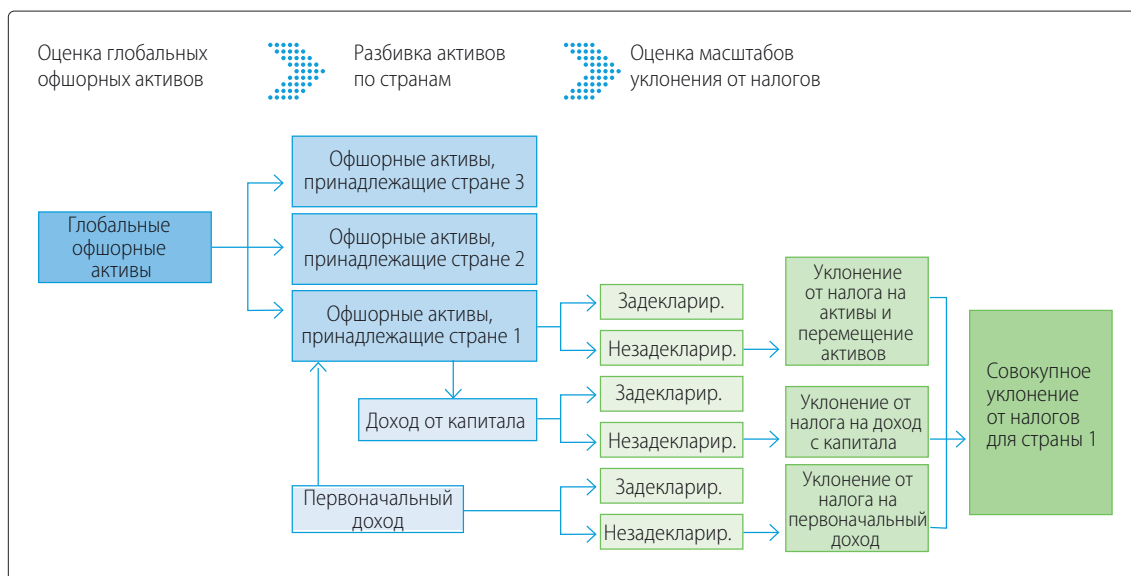 Оценка глобальных
офшорных активов
Разбивка активов
по странам
Оценка масштабов
уклонения от налогов
Глобальные
офшорные
активы
Офшорные активы,
принадлежащие стране 3
Офшорные активы,
принадлежащие стране 2
Офшорные активы,
принадлежащие стране 1
Доход от капитала
Первоначальный
доход
Задекларир.
Незадекларир.
Задекларир.
Незадекларир.
Задекларир.
Незадекларир.
Уклонение
от налога на
активы и
перемещение
активов
Уклонение от
налога на доход
с капитала
Уклонение от
налога на
первоначальный
доход
Совокупное
уклонение
от налогов
для страны 1